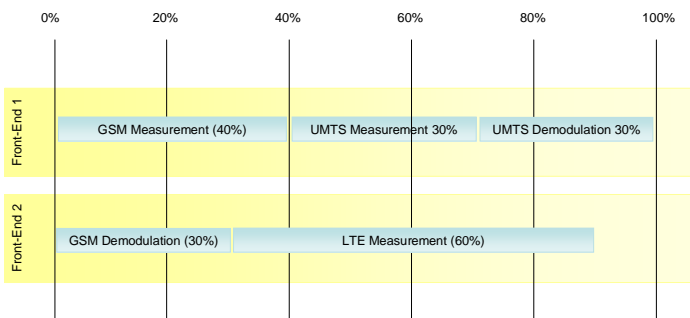 0% 20% 40% 60% 80% 100%
Front-End 1
GSM Measurement (40%) UMTS Measurement 30% UMTS Demodulation 30%
Front-End 2
GSM Demodulation (30%) LTE Measurement (60%)